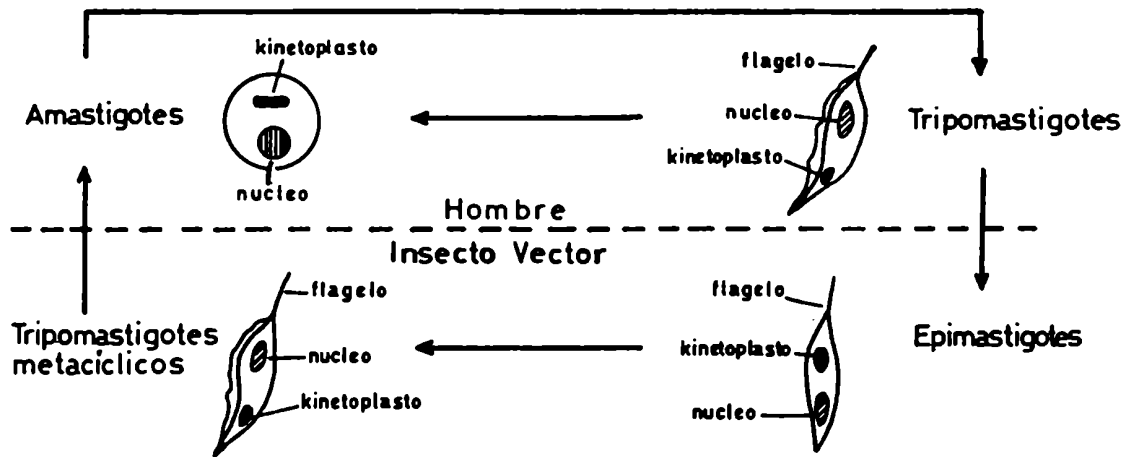 kinetoplasto
Amastigotes
nucleo
flagelo
nucleo
kinetoplasto
Tripomastigotes
Hombre
Insecto Vector
Tripomastigotes
metacíclicos
flagelo
nucleo
kinetoplasto
flagelo
kinetoplasto
nucleo
Epimastigotes